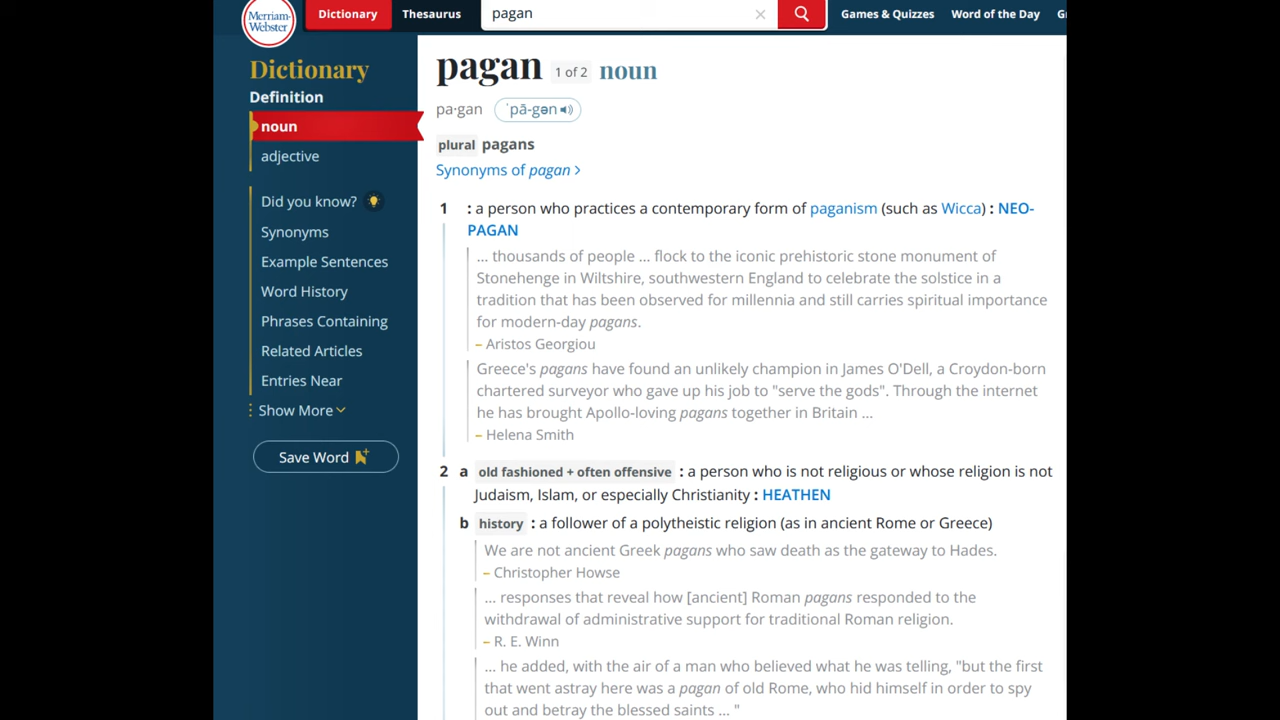 Merriam-
Webster
Dictionary
Thesaurus
pagan
Games & Quizzes
Word of the Day
Dictionary
Definition
noun
adjective
Did you know?
Synonyms
Example Sentences
Word History
Phrases Containing
Related Articles
Entries Near
Show More
Save Word
pagan 1 of 2 noun
pa·gan ˈpā-gən
plural pagans
Synonyms of pagan >
1 : a person who practices a contemporary form of paganism (such as Wicca) : NEO-
PAGAN
... thousands of people ... flock to the iconic prehistoric stone monument of
Stonehenge in Wiltshire, southwestern England to celebrate the solstice in a
tradition that has been observed for millennia and still carries spiritual importance
for modern-day pagans.
– Aristos Georgiou
Greece's pagans have found an unlikely champion in James O'Dell, a Croydon-born
chartered surveyor who gave up his job to "serve the gods". Through the internet
he has brought Apollo-loving pagans together in Britain ...
– Helena Smith
2 a old fashioned + often offensive : a person who is not religious or whose religion is not
Judaism, Islam, or especially Christianity : HEATHEN
b history : a follower of a polytheistic religion (as in ancient Rome or Greece)
We are not ancient Greek pagans who saw death as the gateway to Hades.
– Christopher Howse
... responses that reveal how [ancient] Roman pagans responded to the
withdrawal of administrative support for traditional Roman religion.
– R. E. Winn
... he added, with the air of a man who believed what he was telling, "but the first
that went astray here was a pagan of old Rome, who hid himself in order to spy
out and betray the blessed saints ... "